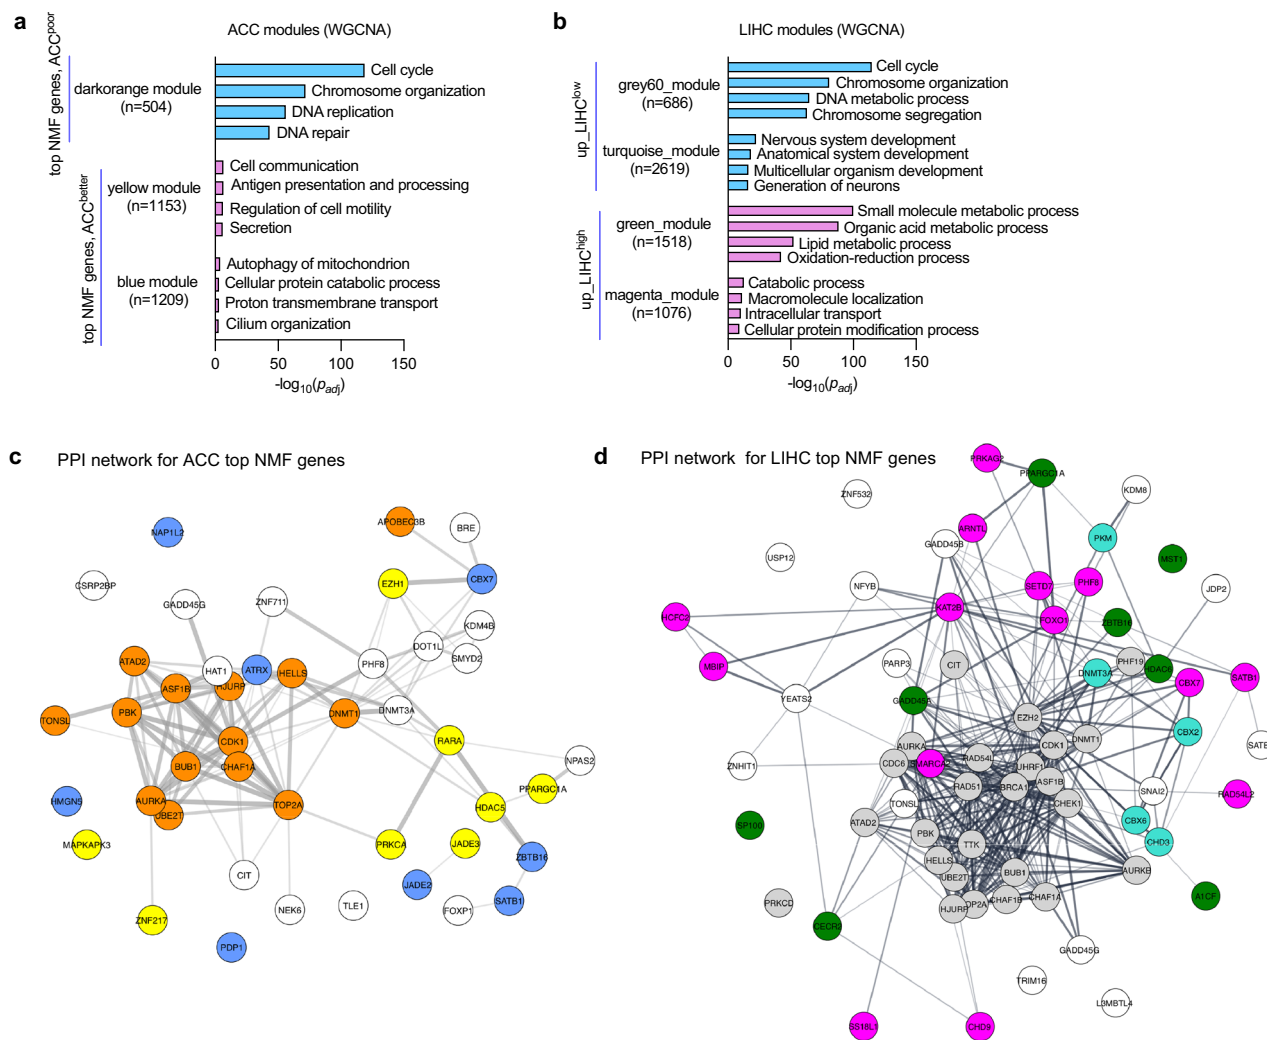 a
ACC modules (WGCNA)
top NMF genes, ACCpoor
darkorange module
(n=504)
Cell cycle
Chromosome organization
DNA replication
DNA repair
top NMF genes, ACCbetter
yellow module
(n=1153)
Cell communication
Antigen presentation and processing
Regulation of cell motility
Secretion
blue module
(n=1209)
Autophagy of mitochondrion
Cellular protein catabolic process
Proton transmembrane transport
Cilium organization
0 50 100 150
-log10(padj)
b
LIHC modules (WGCNA)
up_LIHClow
grey60_module
(n=686)
Cell cycle
Chromosome organization
DNA metabolic process
Chromosome segregation
turquoise_module
(n=2619)
Nervous system development
Anatomical system development
Multicellular organism development
Generation of neurons
up_LIHChigh
green_module
(n=1518)
Small molecule metabolic process
Organic acid metabolic process
Lipid metabolic process
Oxidation-reduction process
magenta_module
(n=1076)
Catabolic process
Macromolecule localization
Intracellular transport
Cellular protein modification process
0 50 100 150
-log10(padj)
c
PPI network for ACC top NMF genes
APOBEC3B
BRE
NAP1L2
CSRP2BP
EZH1
CBX7
GADD45G
ZNF711
KDM4B
DOT1L
SMYD2
ATAD2
HAT1
ATRX
HELLS
PHF8
ASF1B
HJURP
TONSL
PBK
DNMT1
DNMT3A
CDK1
RARA
BUB1
CHAF1A
NPAS2
PPARGC1A
HMGN5
AURKA
UBE2T
TOP2A
HDAC5
MAPKAPK3
PRKCA
JADE3
ZBTB16
CIT
JADE2
SATB1
ZNF217
NEK6
TLE1
FOXP1
PDP1
d
PPI network for LIHC top NMF genes
PRKAG2
PPARGC1A
ZNF532
KDM8
ARNTL
GADD45B
PKM
USP12
MST1
NFYB
SETD7
PHF8
JDP2
HCFC2
KAT2B
FOXO1
ZBTB16
MBIP
PARP3
CIT
PHF19
HDAC6
DNMT3A
CBX7
SATB1
YEATS2
GADD45A
EZH2
CBX2
AURKA
CDK1
DNMT1
SATB
ZNHIT1
CDC6
SMARCA2
RAD54L
UHRF1
ASF1B
RAD51
BRCA1
SNAI2
RAD54L2
TONSL
CHEK1
SP100
ATAD2
PBK
CBX6
TTK
CHD3
HELLS
UBE2T
BUB1
AURKB
PRKCD
HJURP
OP2A
CHAF1B
CHAF1A
A1CF
CECR2
GADD45G
TRIM16
L3MBTL4
SS18L1
CHD9